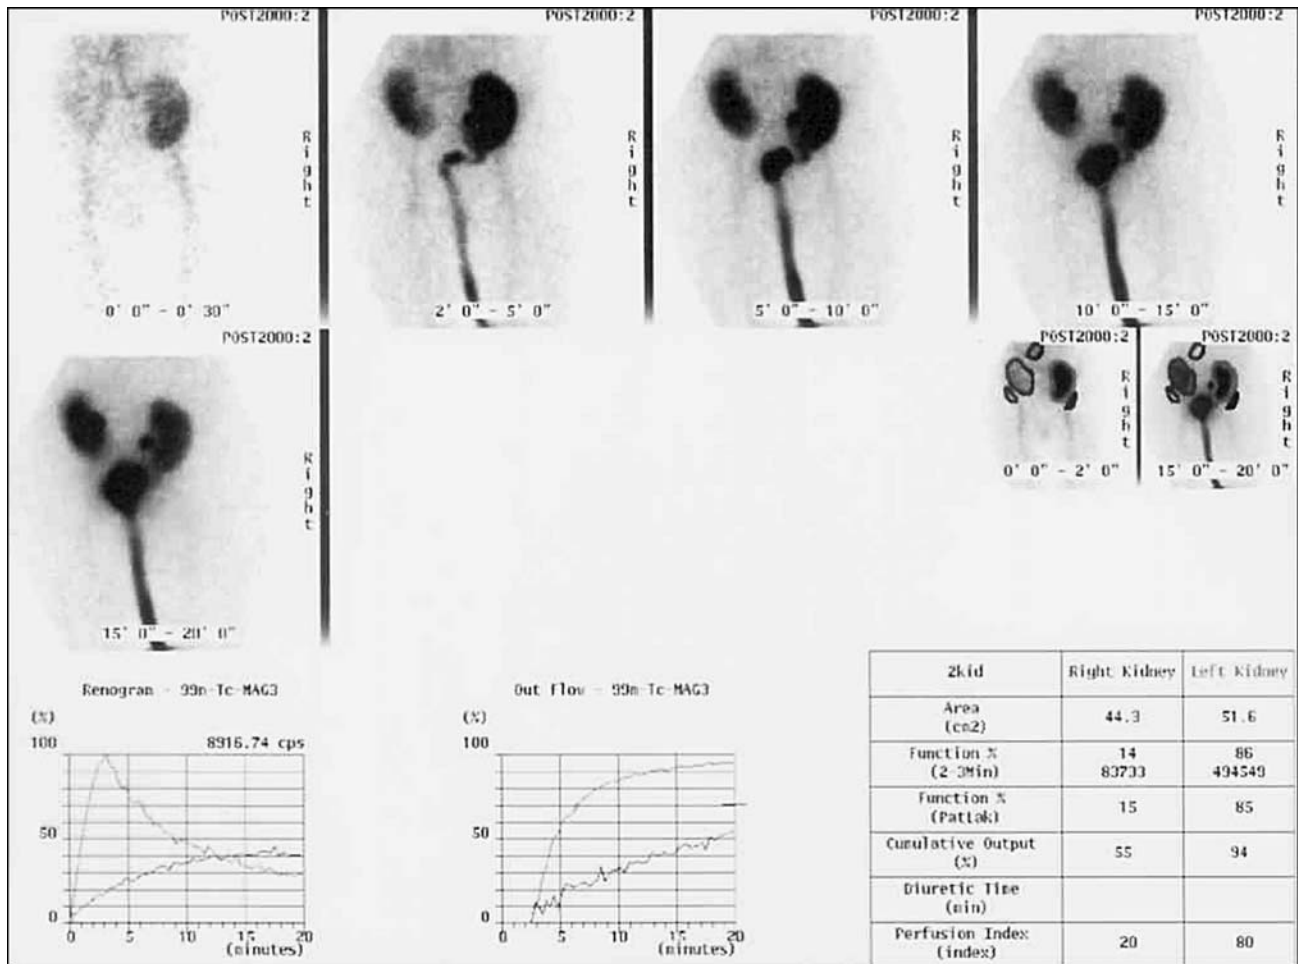 POST2000:2
POST2000:2
POST2000:2
POST2000:2
Right
Right
Right
Right
0' 0" - 0' 30"
2' 0" - 5' 0"
5' 0" - 10' 0"
10' 0" - 15' 0"
POST2000:2
POST2000:2
POST2000:2
Right
Right
Right
0' 0" - 2' 0"
15' 0" - 20' 0"
15' 0" - 20' 0"
Renogram - 99m-Tc-MAG3
(%)
8916.74 cps
100
50
0
0 5 10 15 20
(minutes)
Out Flow - 99m-Tc-MAG3
(%)
100
50
0
0 5 10 15 20
(minutes)
2kid Right Kidney Left Kidney
Area (cm2) 44.3 51.6
Function % (2-3Min) 14 83733 86 494549
Function % (Patlak) 15 85
Cumulative Output (%) 55 94
Diuretic Time (min)
Perfusion Index (index) 20 80